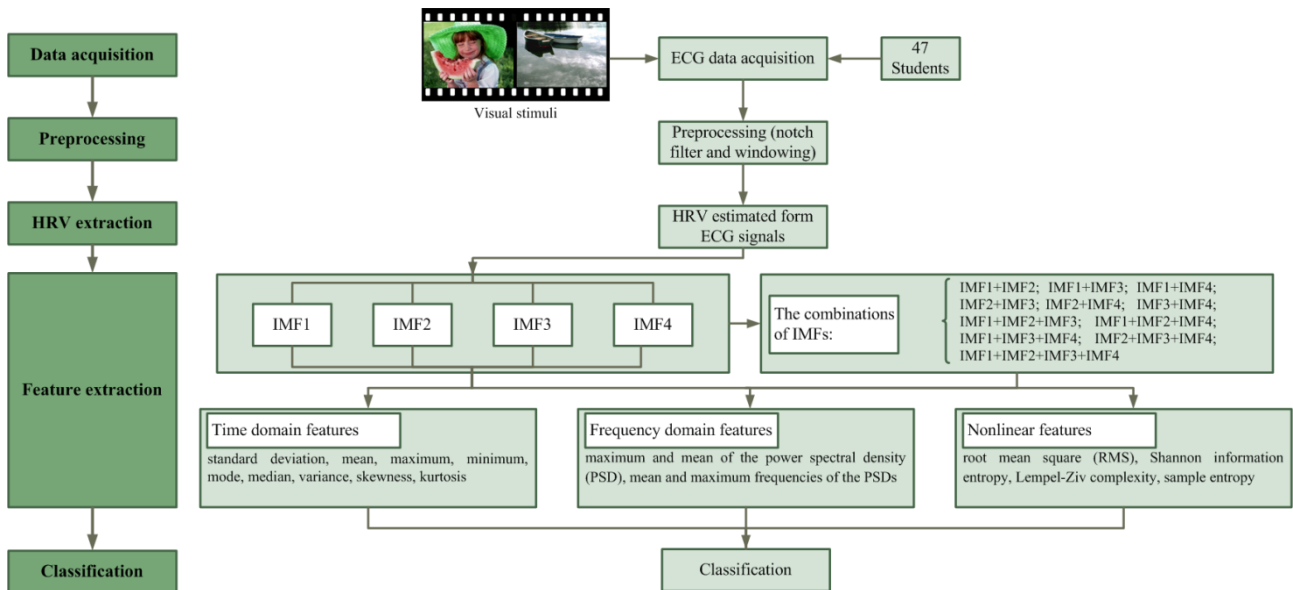 Data acquisition
Preprocessing
HRV extraction
Feature extraction
Classification
Visual stimuli
ECG data acquisition
47
Students
Preprocessing (notch
filter and windowing)
HRV estimated form
ECG signals
IMF1
IMF2
IMF3
IMF4
The combinations
of IMFs:
IMF1+IMF2; IMF1+IMF3; IMF1+IMF4;
IMF2+IMF3; IMF2+IMF4; IMF3+IMF4;
IMF1+IMF2+IMF3; IMF1+IMF2+IMF4;
IMF1+IMF3+IMF4; IMF2+IMF3+IMF4;
IMF1+IMF2+IMF3+IMF4
Time domain features
standard deviation, mean, maximum, minimum,
mode, median, variance, skewness, kurtosis
Frequency domain features
maximum and mean of the power spectral density
(PSD), mean and maximum frequencies of the PSDs
Nonlinear features
root mean square (RMS), Shannon information
entropy, Lempel-Ziv complexity, sample entropy
Classification